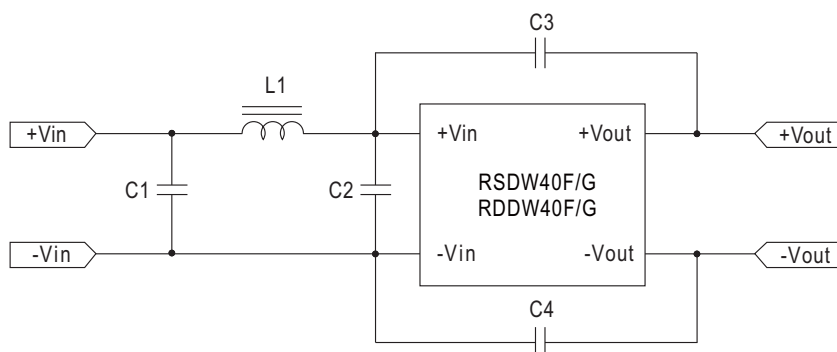 C3
L1
+Vin
+Vin
+Vout
+Vout
C1
C2
RSDW40F/G
RDDW40F/G
-Vin
-Vin
-Vout
-Vout
C4